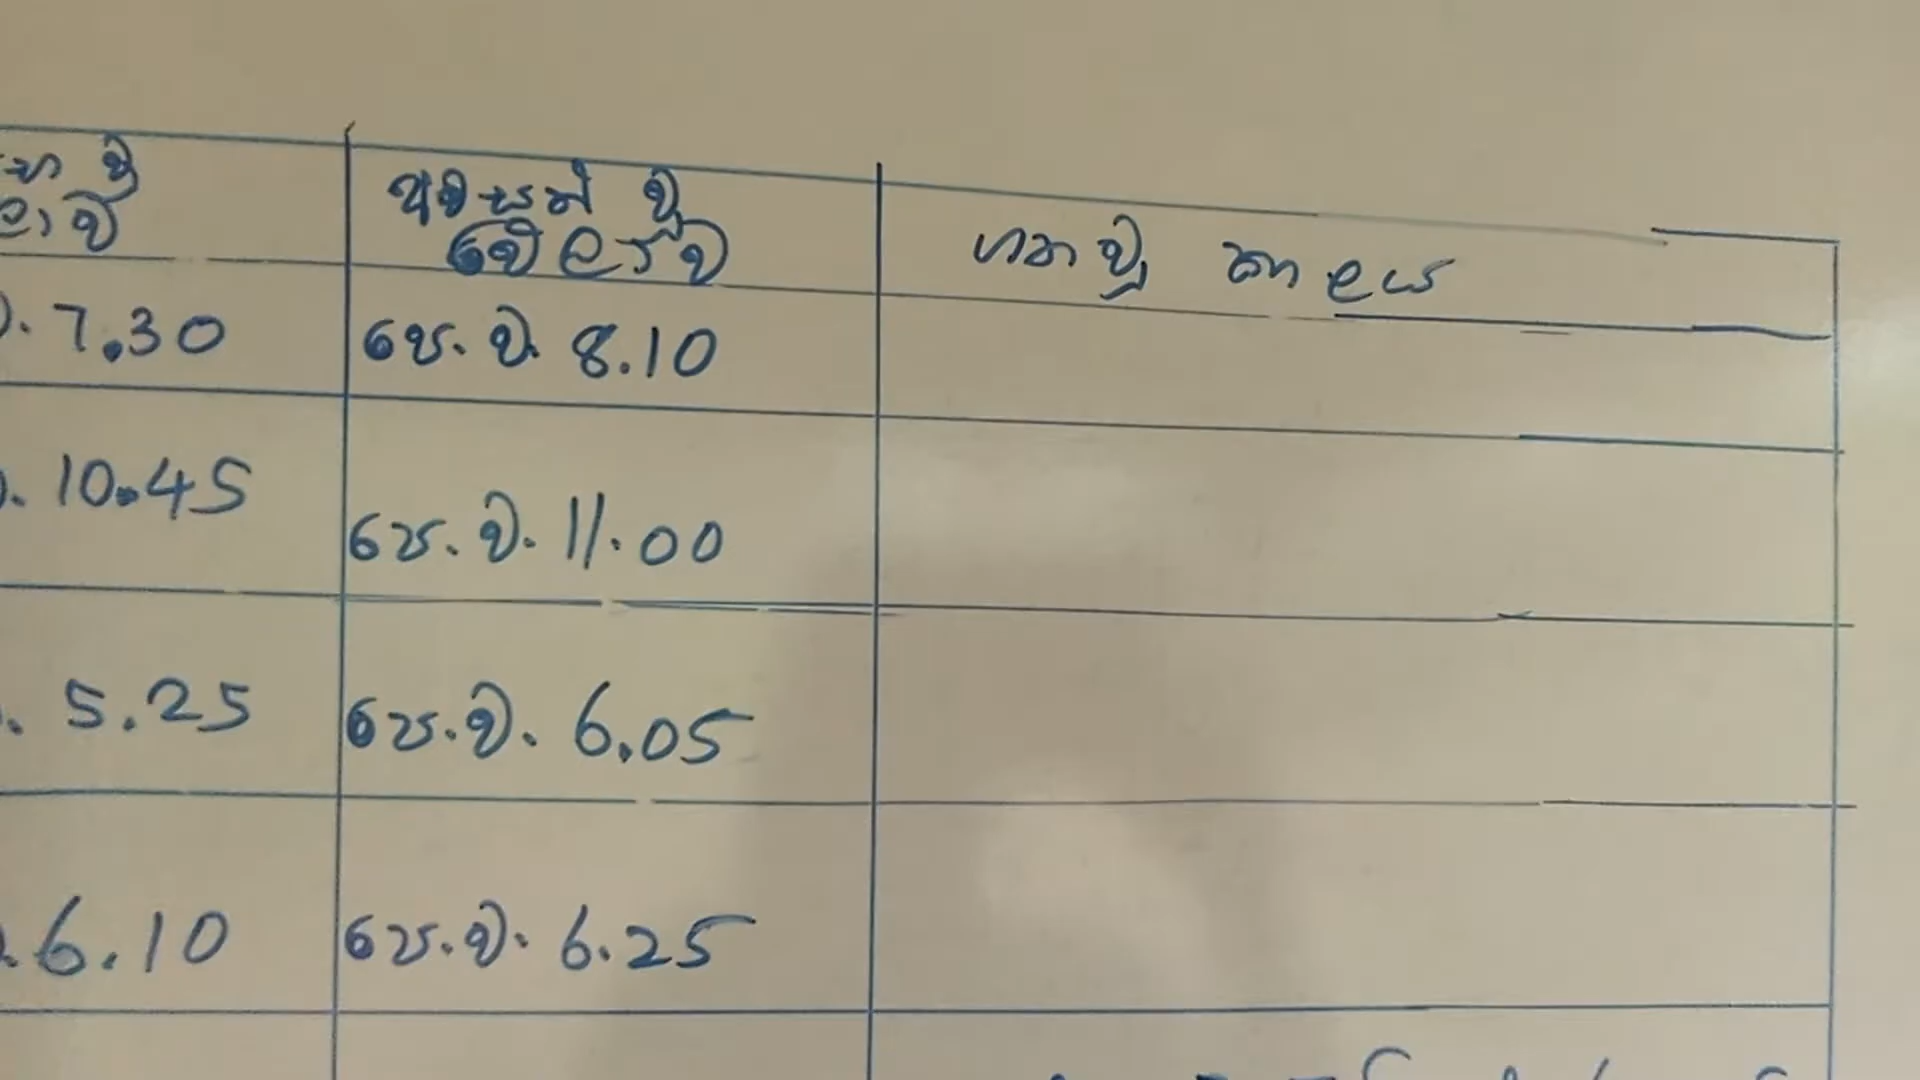 අවසන් වූ
වේලාව
ගත වූ කාලය
7.30
පෙ.ව. 8.10
10.45
පෙ.ව. 11.00
5.25
ප.ව. 6.05
6.10
ප.ව. 6.25